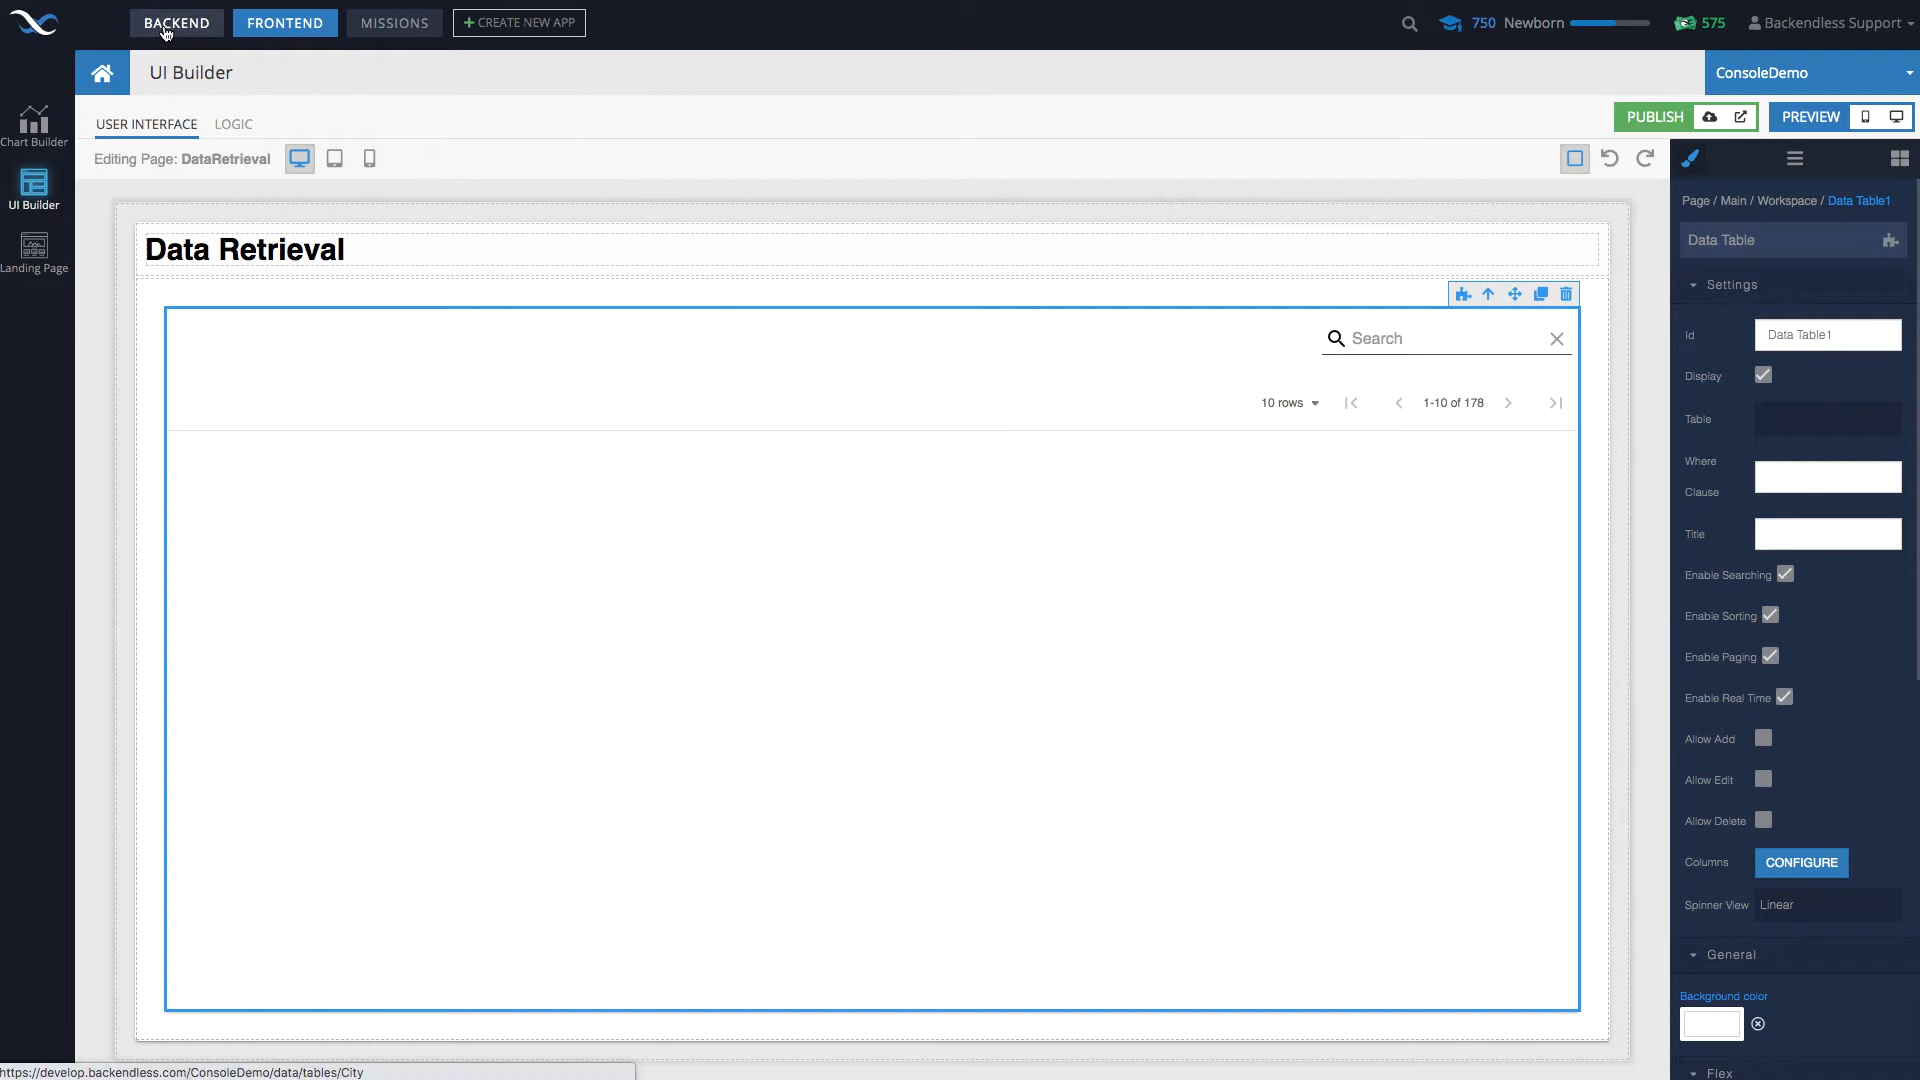 BACKEND
FRONTEND
MISSIONS
+ CREATE NEW APP
750 Newborn
575
Backendless Support
UI Builder
ConsoleDemo
Chart Builder
UI Builder
Landing Page
USER INTERFACE
LOGIC
PUBLISH
PREVIEW
Editing Page: DataRetrieval
Data Retrieval
Search
10 rows
1-10 of 178
Page / Main / Workspace / Data Table1
Data Table
Settings
Id
Data Table1
Display
Table
Where
Clause
Title
Enable Searching
Enable Sorting
Enable Paging
Enable Real Time
Allow Add
Allow Edit
Allow Delete
Columns
CONFIGURE
Spinner View
Linear
General
Background color
Flex
https://develop.backendless.com/ConsoleDemo/data/tables/City